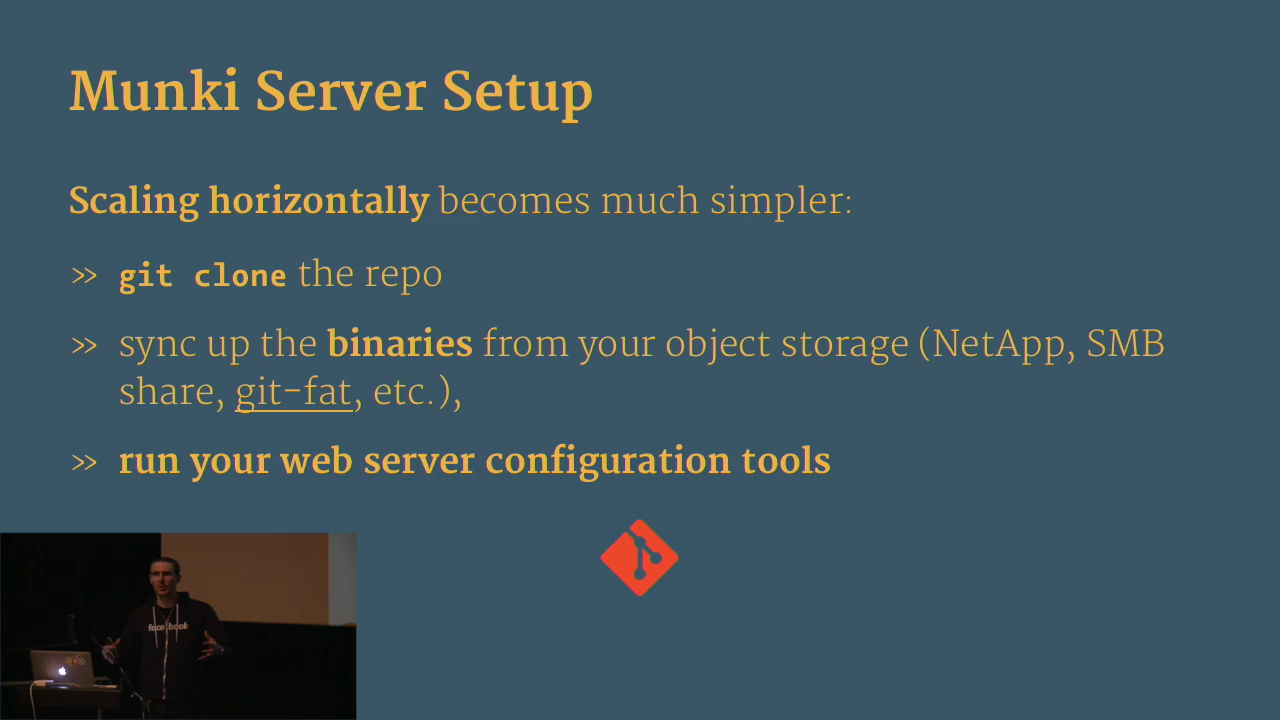 Munki Server Setup
Scaling horizontally becomes much simpler:
» git clone the repo
» sync up the binaries from your object storage (NetApp, SMB
share, git-fat, etc.),
» run your web server configuration tools
facebook